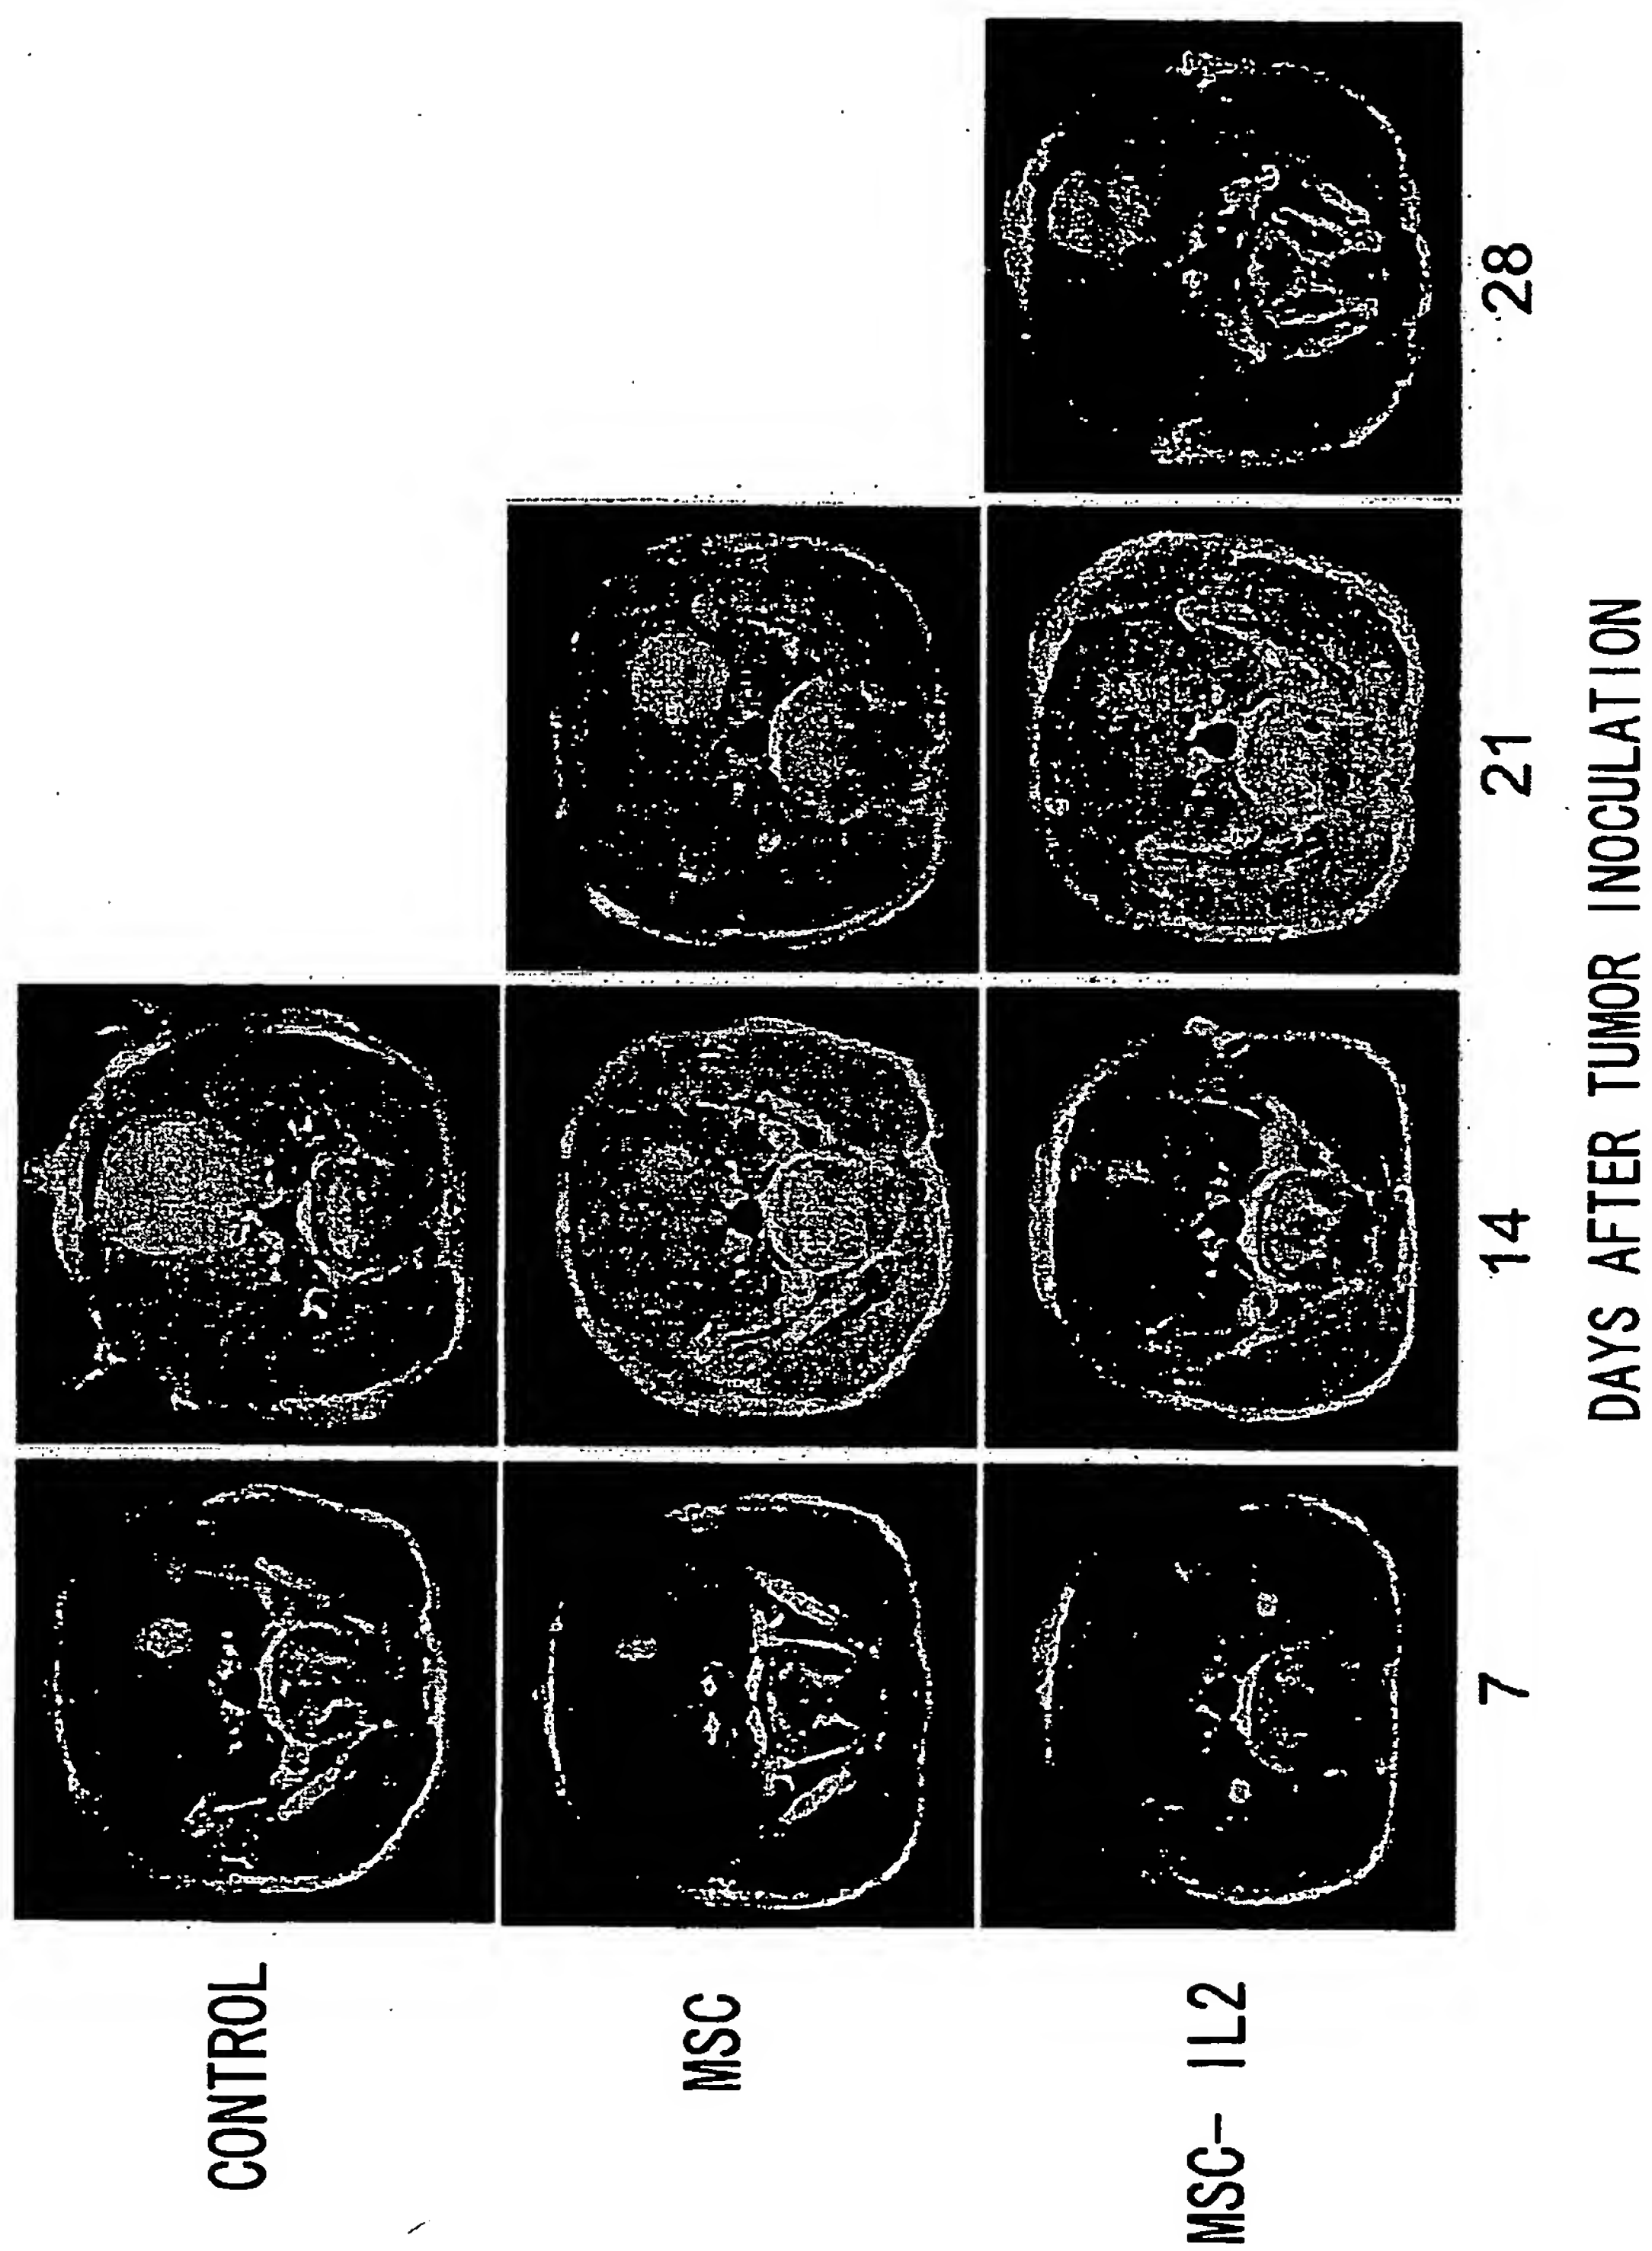 CONTROL
MSC
MSC- IL2
7
14
21
28
DAYS AFTER TUMOR INOCULATION